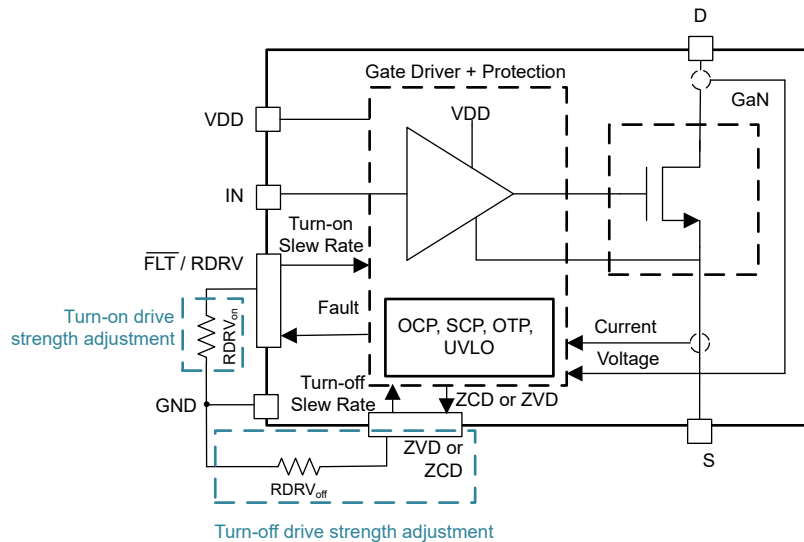 D
Gate Driver + Protection
GaN
VDD
VDD
IN
Turn-on
Slew Rate
FLT / RDRV
Turn-on drive
strength adjustment
RDRVon
Fault
OCP, SCP, OTP,
UVLO
Current
Voltage
Turn-off
Slew Rate
ZCD or ZVD
GND
ZVD or
ZCD
S
RDRVoff
Turn-off drive strength adjustment